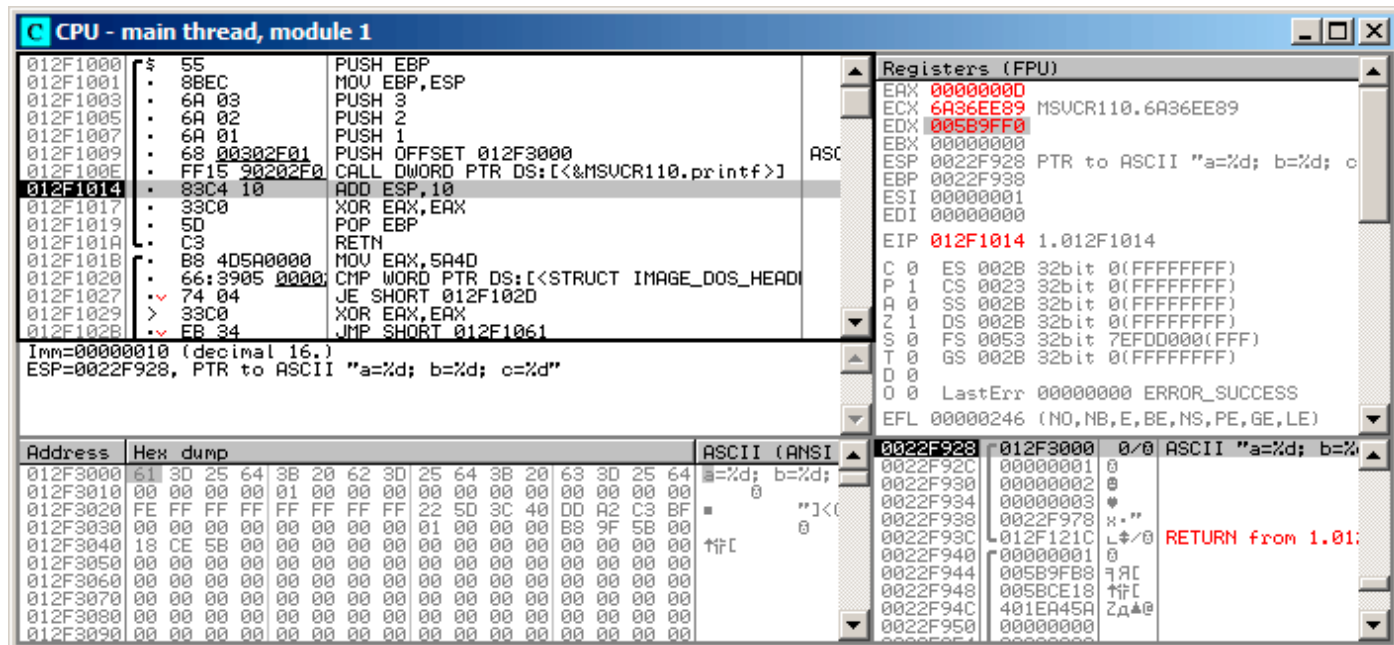 C CPU - main thread, module 1
012F1000 $ 55 PUSH EBP
012F1001 . 8BEC MOV EBP,ESP
012F1003 . 6A 03 PUSH 3
012F1005 . 6A 02 PUSH 2
012F1007 . 6A 01 PUSH 1
012F1009 . 68 00302F01 PUSH OFFSET 012F3000 ASC
012F100E . FF15 90202F0 CALL DWORD PTR DS:[<&MSVCR110.printf>]
012F1014 . 83C4 10 ADD ESP,10
012F1017 . 33C0 XOR EAX,EAX
012F1019 . 5D POP EBP
012F101A . C3 RETN
012F101B . B8 4D5A0000 MOV EAX,5A4D
012F1020 . 66:3905 0000 CMP WORD PTR DS:[<STRUCT IMAGE_DOS_HEAD
012F1027 . 74 04 JE SHORT 012F102D
012F1029 > 33C0 XOR EAX,EAX
012F102B . EB 34 JMP SHORT 012F1061
Imm=00000010 (decimal 16.)
ESP=0022F928, PTR to ASCII "a=%d; b=%d; c=%d"
Registers (FPU)
EAX 0000000D
ECX 6A36EE89 MSVCR110.6A36EE89
EDX 005B9FF0
EBX 00000000
ESP 0022F928 PTR to ASCII "a=%d; b=%d; c
EBP 0022F938
ESI 00000001
EDI 00000000
EIP 012F1014 1.012F1014
C 0 ES 002B 32bit 0(FFFFFFFF)
P 1 CS 0023 32bit 0(FFFFFFFF)
A 0 SS 002B 32bit 0(FFFFFFFF)
Z 1 DS 002B 32bit 0(FFFFFFFF)
S 0 FS 0053 32bit 7EFDD000(FFF)
T 0 GS 002B 32bit 0(FFFFFFFF)
D 0
O 0 LastErr 00000000 ERROR_SUCCESS
EFL 00000246 (NO,NB,E,BE,NS,PE,GE,LE)
Address Hex dump ASCII (ANSI
012F3000 61 3D 25 64 3B 20 62 3D 25 64 3B 20 63 3D 25 64 a=%d; b=%d;
012F3010 00 00 00 00 01 00 00 00 00 00 00 00 00 00 00 00
012F3020 FE FF FF FF FF FF FF FF 22 5D 3C 40 DD A2 C3 BF "]<
012F3030 00 00 00 00 00 00 00 00 01 00 00 00 B8 9F 5B 00
012F3040 18 CE 5B 00 00 00 00 00 00 00 00 00 00 00 00 00
012F3050 00 00 00 00 00 00 00 00 00 00 00 00 00 00 00 00
012F3060 00 00 00 00 00 00 00 00 00 00 00 00 00 00 00 00
012F3070 00 00 00 00 00 00 00 00 00 00 00 00 00 00 00 00
012F3080 00 00 00 00 00 00 00 00 00 00 00 00 00 00 00 00
012F3090 00 00 00 00 00 00 00 00 00 00 00 00 00 00 00 00
0022F928 012F3000 0/☺ ASCII "a=%d; b=%
0022F92C 00000001 ☺
0022F930 00000002 ☻
0022F934 00000003 ♥
0022F938 0022F978 x·"
0022F93C 012F121C ∟‡/☺ RETURN from 1.01
0022F940 00000001 ☺
0022F944 005B9FB8 ╕Я[
0022F948 005BCE18 ↑╬[
0022F94C 401EA45A Zд▲@
0022F950 00000000